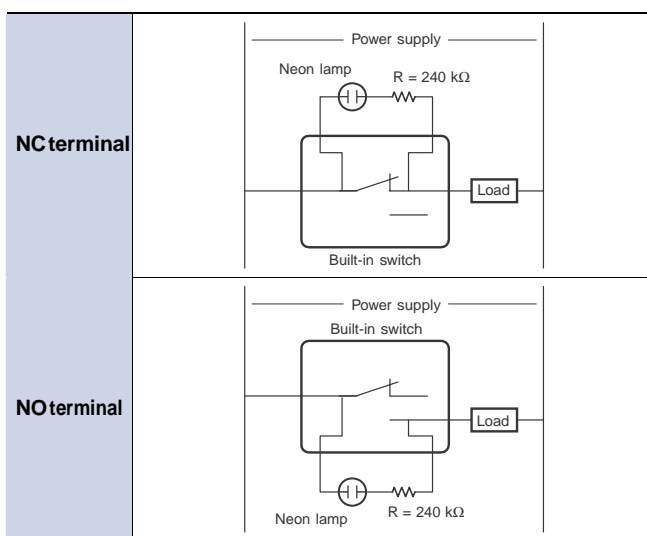 NC terminal
Power supply
Neon lamp
R = 240 kΩ
Load
Built-in switch
NO terminal
Power supply
Built-in switch
Load
Neon lamp
R = 240 kΩ